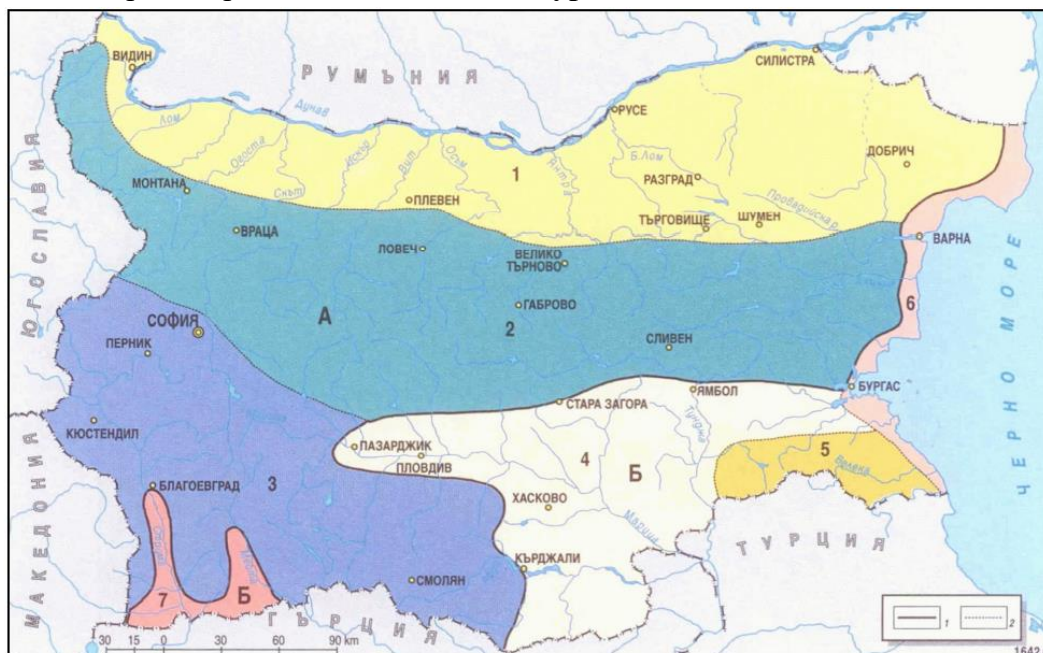 ВИДИН
РУМЪНИЯ
СИЛИСТРА
Дунав
РУСЕ
Лом
Огоста
Скът
Искър
Вит
Осъм
Янтра
Б.Лом
1
ДОБРИЧ
РАЗГРАД
МОНТАНА
ПЛЕВЕН
Провадийска р.
ТЪРГОВИЩЕ
ШУМЕН
ВРАЦА
ЛОВЕЧ
ВЕЛИКО
ТЪРНОВО
ВАРНА
ЮГОСЛАВИЯ
ГАБРОВО
А
2
6
СОФИЯ
ПЕРНИК
СЛИВЕН
ЧЕРНО МОРЕ
БУРГАС
ЯМБОЛ
СТАРА ЗАГОРА
Тунджа
КЮСТЕНДИЛ
ПАЗАРДЖИК
ПЛОВДИВ
4
Б
5
Велека
БЛАГОЕВГРАД
3
ХАСКОВО
Марица
МАКЕДОНИЯ
Струма
Места
ТУРЦИЯ
КЪРДЖАЛИ
СМОЛЯН
7
Б
ГЪРЦИЯ
1
2
30 15 0 30 60 90 km
1642